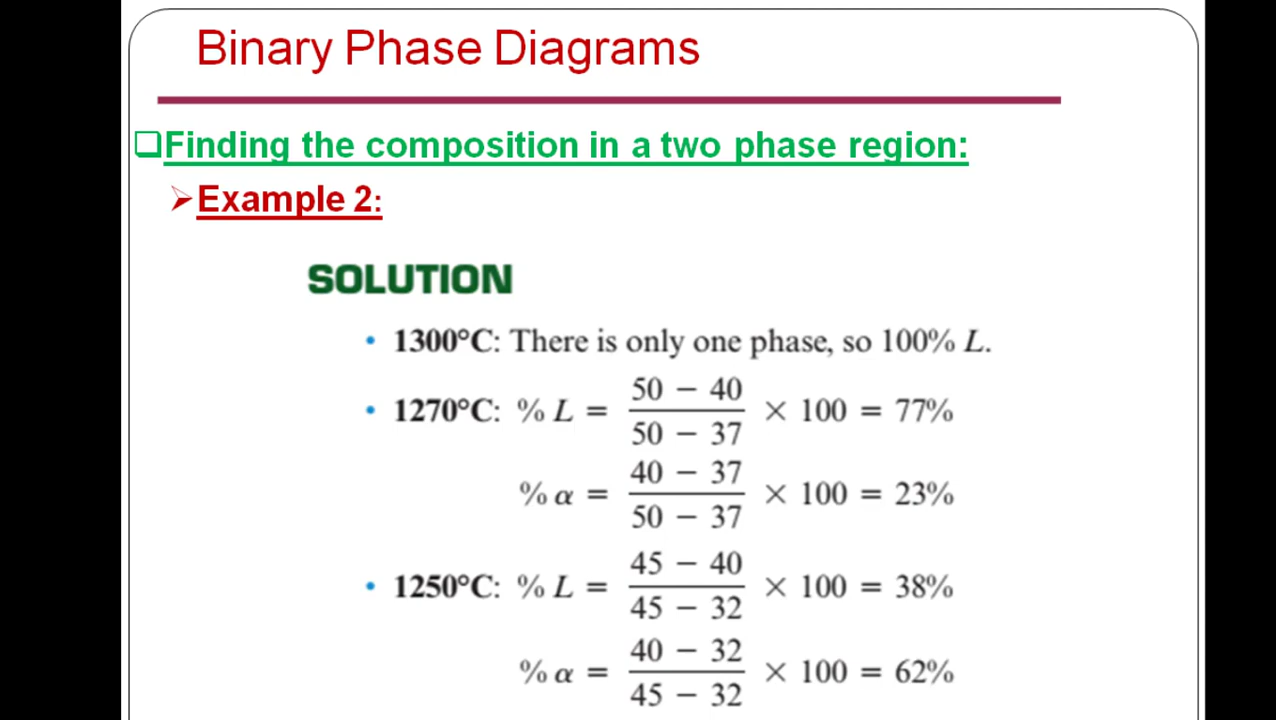 Binary Phase Diagrams
❑Finding the composition in a two phase region:
➢Example 2:
SOLUTION
• 1300°C: There is only one phase, so 100% L.
• 1270°C: % L = (50 − 40)/(50 − 37) × 100 = 77%
% α = (40 − 37)/(50 − 37) × 100 = 23%
• 1250°C: % L = (45 − 40)/(45 − 32) × 100 = 38%
% α = (40 − 32)/(45 − 32) × 100 = 62%